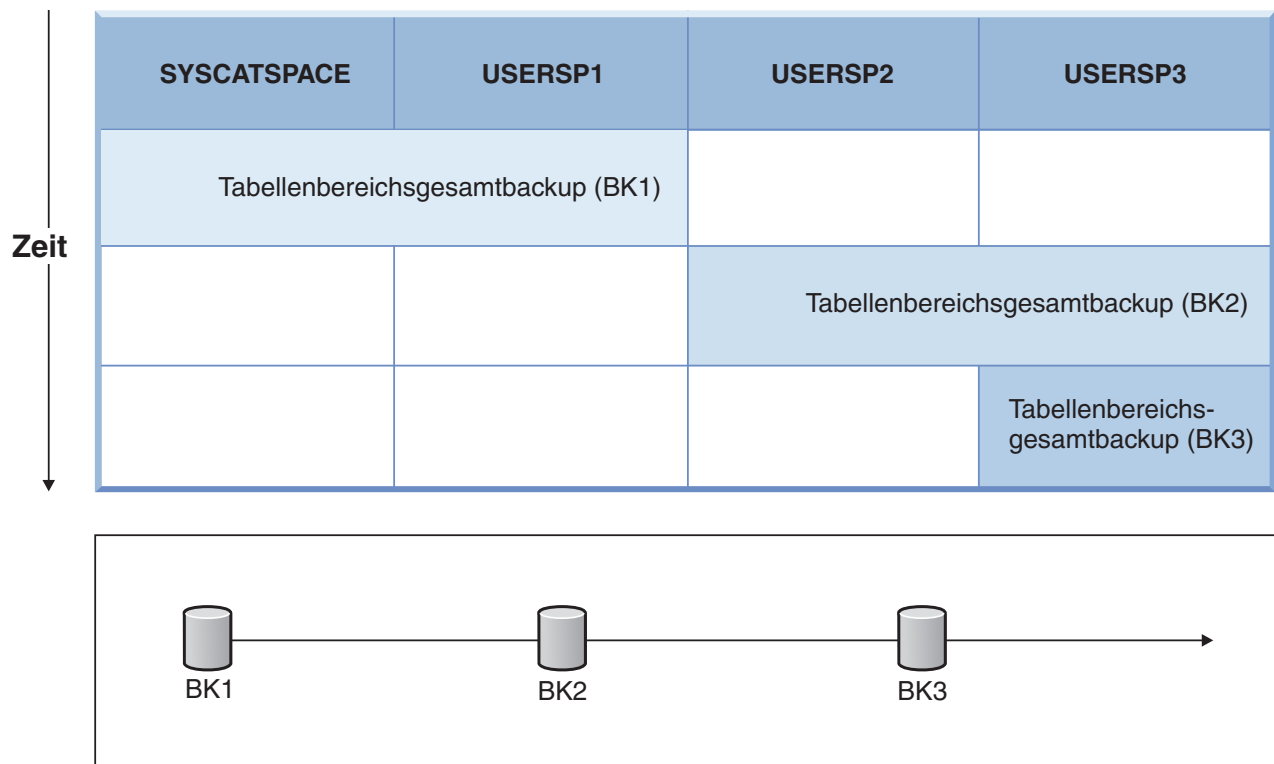 SYSCATSPACE
USERSP1
USERSP2
USERSP3
Tabellenbereichsgesamtbackup (BK1)
Zeit
Tabellenbereichsgesamtbackup (BK2)
Tabellenbereichs-
gesamtbackup (BK3)
BK1
BK2
BK3